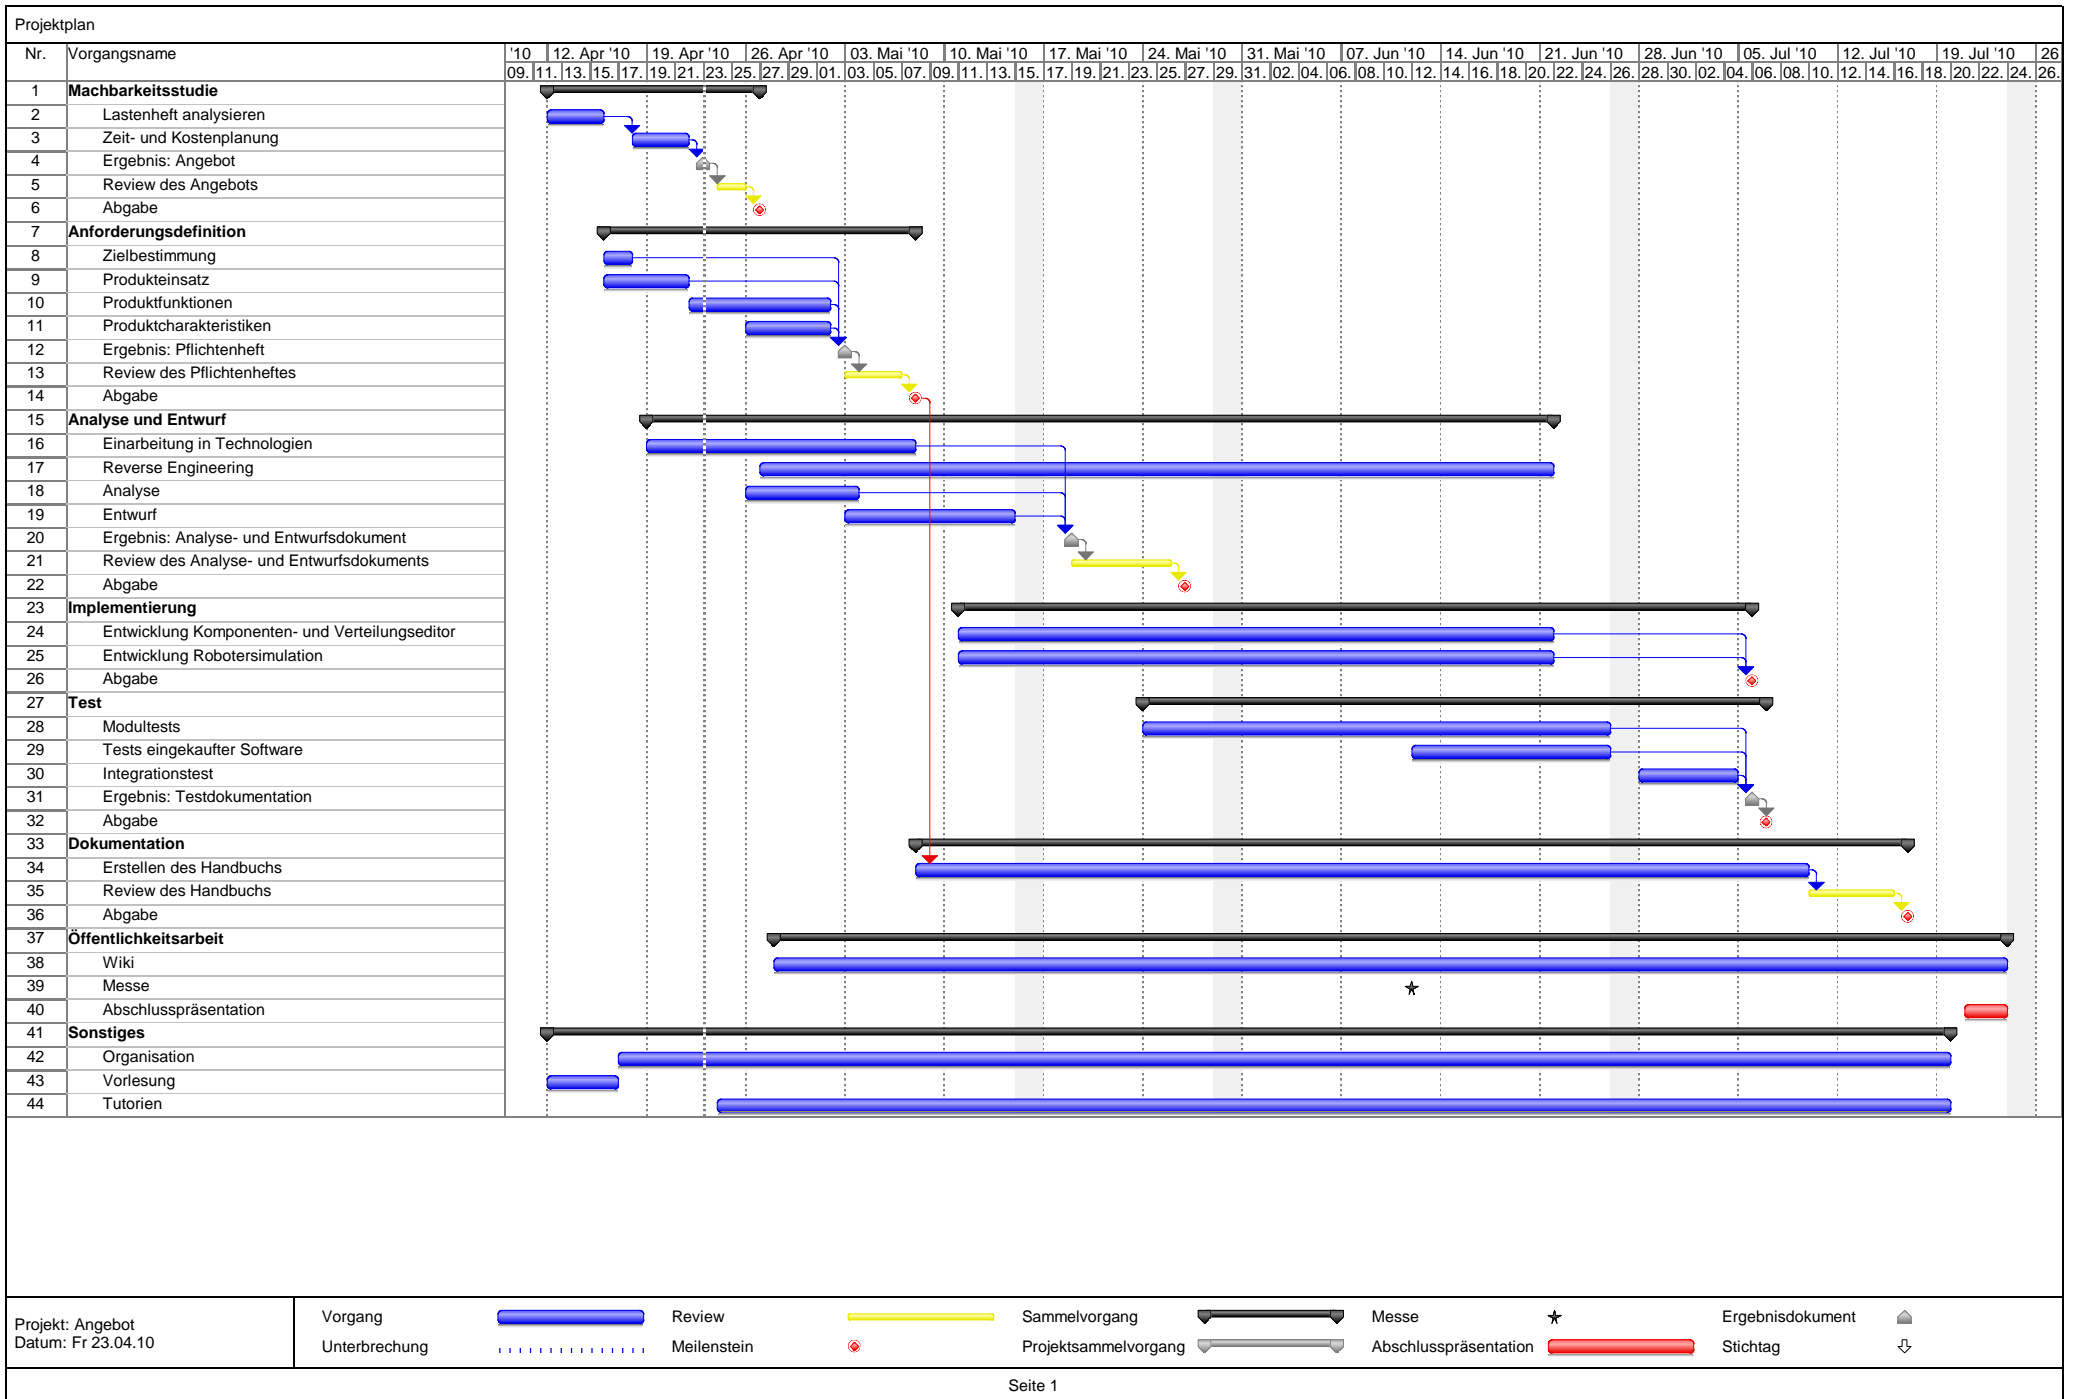 Projektplan
Nr. Vorgangsname '10 12. Apr '10 19. Apr '10 26. Apr '10 03. Mai '10 10. Mai '10 17. Mai '10 24. Mai '10 31. Mai '10 07. Jun '10 14. Jun '10 21. Jun '10 28. Jun '10 05. Jul '10 12. Jul '10 19. Jul '10 26
09. 11. 13. 15. 17. 19. 21. 23. 25. 27. 29. 01. 03. 05. 07. 09. 11. 13. 15. 17. 19. 21. 23. 25. 27. 29. 31. 02. 04. 06. 08. 10. 12. 14. 16. 18. 20. 22. 24. 26. 28. 30. 02. 04. 06. 08. 10. 12. 14. 16. 18. 20. 22. 24. 26.
1 Machbarkeitsstudie
2 Lastenheft analysieren
3 Zeit- und Kostenplanung
4 Ergebnis: Angebot
5 Review des Angebots
6 Abgabe
7 Anforderungsdefinition
8 Zielbestimmung
9 Produkteinsatz
10 Produktfunktionen
11 Produktcharakteristiken
12 Ergebnis: Pflichtenheft
13 Review des Pflichtenheftes
14 Abgabe
15 Analyse und Entwurf
16 Einarbeitung in Technologien
17 Reverse Engineering
18 Analyse
19 Entwurf
20 Ergebnis: Analyse- und Entwurfsdokument
21 Review des Analyse- und Entwurfsdokuments
22 Abgabe
23 Implementierung
24 Entwicklung Komponenten- und Verteilungseditor
25 Entwicklung Robotersimulation
26 Abgabe
27 Test
28 Modultests
29 Tests eingekaufter Software
30 Integrationstest
31 Ergebnis: Testdokumentation
32 Abgabe
33 Dokumentation
34 Erstellen des Handbuchs
35 Review des Handbuchs
36 Abgabe
37 Öffentlichkeitsarbeit
38 Wiki
39 Messe
40 Abschlusspräsentation
41 Sonstiges
42 Organisation
43 Vorlesung
44 Tutorien
Projekt: Angebot
Datum: Fr 23.04.10
Vorgang Review Sammelvorgang Messe Ergebnisdokument
Unterbrechung Meilenstein Projektsammelvorgang Abschlusspräsentation Stichtag
Seite 1